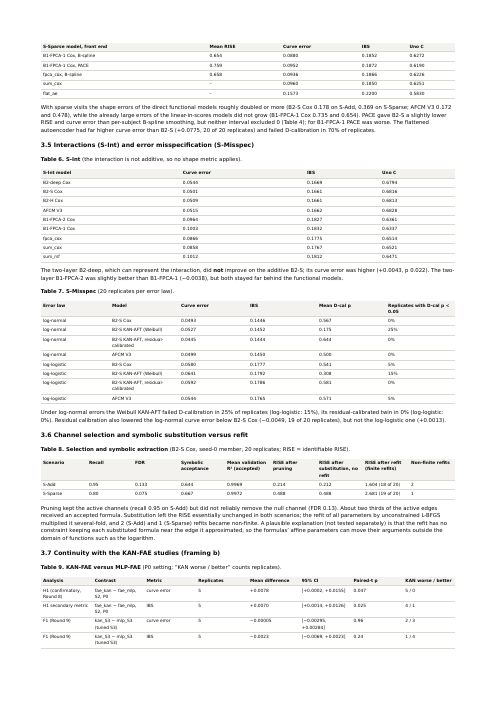 S-Sparse model, front end Mean RISE Curve error IBS Uno C
B1-FPCA-1 Cox, B-spline 0.654 0.0880 0.1852 0.6272
B1-FPCA-1 Cox, PACE 0.759 0.0952 0.1872 0.6190
fpca_cox, B-spline 0.658 0.0936 0.1866 0.6226
sum_cox – 0.0960 0.1850 0.6251
flat_ae – 0.1573 0.2200 0.5830
With sparse visits the shape errors of the direct functional models roughly doubled or more (B2-S Cox 0.178 on S-Add, 0.369 on S-Sparse; AFCM V3 0.172
and 0.478), while the already large errors of the linear-in-scores models did not grow (B1-FPCA-1 Cox 0.735 and 0.654). PACE gave B2-S a slightly lower
RISE and curve error than per-subject B-spline smoothing, but neither interval excluded 0 (Table 4); for B1-FPCA-1 PACE was worse. The flattened
autoencoder had far higher curve error than B2-S (+0.0775, 20 of 20 replicates) and failed D-calibration in 70% of replicates.
3.5 Interactions (S-Int) and error misspecification (S-Misspec)
Table 6. S-Int (the interaction is not additive, so no shape metric applies).
S-Int model Curve error IBS Uno C
B2-deep Cox 0.0544 0.1669 0.6794
B2-S Cox 0.0501 0.1661 0.6816
B2-H Cox 0.0509 0.1661 0.6813
AFCM V3 0.0515 0.1662 0.6828
B1-FPCA-2 Cox 0.0964 0.1827 0.6361
B1-FPCA-1 Cox 0.1003 0.1832 0.6337
fpca_cox 0.0866 0.1773 0.6514
sum_cox 0.0858 0.1767 0.6521
sum_rsf 0.1012 0.1812 0.6471
The two-layer B2-deep, which can represent the interaction, did not improve on the additive B2-S; its curve error was higher (+0.0043, p 0.022). The two-
layer B1-FPCA-2 was slightly better than B1-FPCA-1 (−0.0038), but both stayed far behind the functional models.
Table 7. S-Misspec (20 replicates per error law).
Error law Model Curve error IBS Mean D-cal p Replicates with D-cal p <
0.05
log-normal B2-S Cox 0.0493 0.1446 0.567 0%
log-normal B2-S KAN-AFT (Weibull) 0.0527 0.1452 0.175 25%
log-normal B2-S KAN-AFT, residual-
calibrated 0.0445 0.1444 0.644 0%
log-normal AFCM V3 0.0499 0.1450 0.500 0%
log-logistic B2-S Cox 0.0580 0.1777 0.541 5%
log-logistic B2-S KAN-AFT (Weibull) 0.0641 0.1792 0.308 15%
log-logistic B2-S KAN-AFT, residual-
calibrated 0.0592 0.1786 0.581 0%
log-logistic AFCM V3 0.0544 0.1765 0.571 5%
Under log-normal errors the Weibull KAN-AFT failed D-calibration in 25% of replicates (log-logistic: 15%), its residual-calibrated twin in 0% (log-logistic:
0%). Residual calibration also lowered the log-normal curve error below B2-S Cox (−0.0049, 19 of 20 replicates), but not the log-logistic one (+0.0013).
3.6 Channel selection and symbolic substitution versus refit
Table 8. Selection and symbolic extraction (B2-S Cox, seed-0 member, 20 replicates; RISE = identifiable RISE).
Scenario Recall FDR Symbolic acceptance Mean validation R² (accepted) RISE after pruning RISE after substitution, no refit RISE after refit (finite refits) Non-finite refits
S-Add 0.95 0.133 0.644 0.9969 0.214 0.212 1.604 (18 of 20) 2
S-Sparse 0.80 0.075 0.667 0.9972 0.488 0.488 2.681 (19 of 20) 1
Pruning kept the active channels (recall 0.95 on S-Add) but did not reliably remove the null channel (FDR 0.13). About two thirds of the active edges
received an accepted formula. Substitution left the RISE essentially unchanged in both scenarios; the refit of all parameters by unconstrained L-BFGS
multiplied it several-fold, and 2 (S-Add) and 1 (S-Sparse) refits became non-finite. A plausible explanation (not tested separately) is that the refit has no
constraint keeping each substituted formula near the edge it approximated, so the formulas' affine parameters can move their arguments outside the
domain of functions such as the logarithm.
3.7 Continuity with the KAN-FAE studies (framing b)
Table 9. KAN-FAE versus MLP-FAE (P0 setting; "KAN worse / better" counts replicates).
Analysis Contrast Metric Replicates Mean difference 95% CI Paired-t p KAN worse / better
H1 (confirmatory,
Round 8) fae_kan − fae_mlp,
S2, P0 curve error 5 +0.0078 [+0.0002, +0.0155] 0.047 5 / 0
H1 secondary metric fae_kan − fae_mlp,
S2, P0 IBS 5 +0.0070 [+0.0014, +0.0126] 0.025 4 / 1
F1 (Round 9) kan_S3 − mlp_S3
(tuned S3) curve error 5 −0.00005 [−0.00295,
+0.00284] 0.96 2 / 3
F1 (Round 9) kan_S3 − mlp_S3
(tuned S3) IBS 5 −0.0023 [−0.0069, +0.0023] 0.24 1 / 4